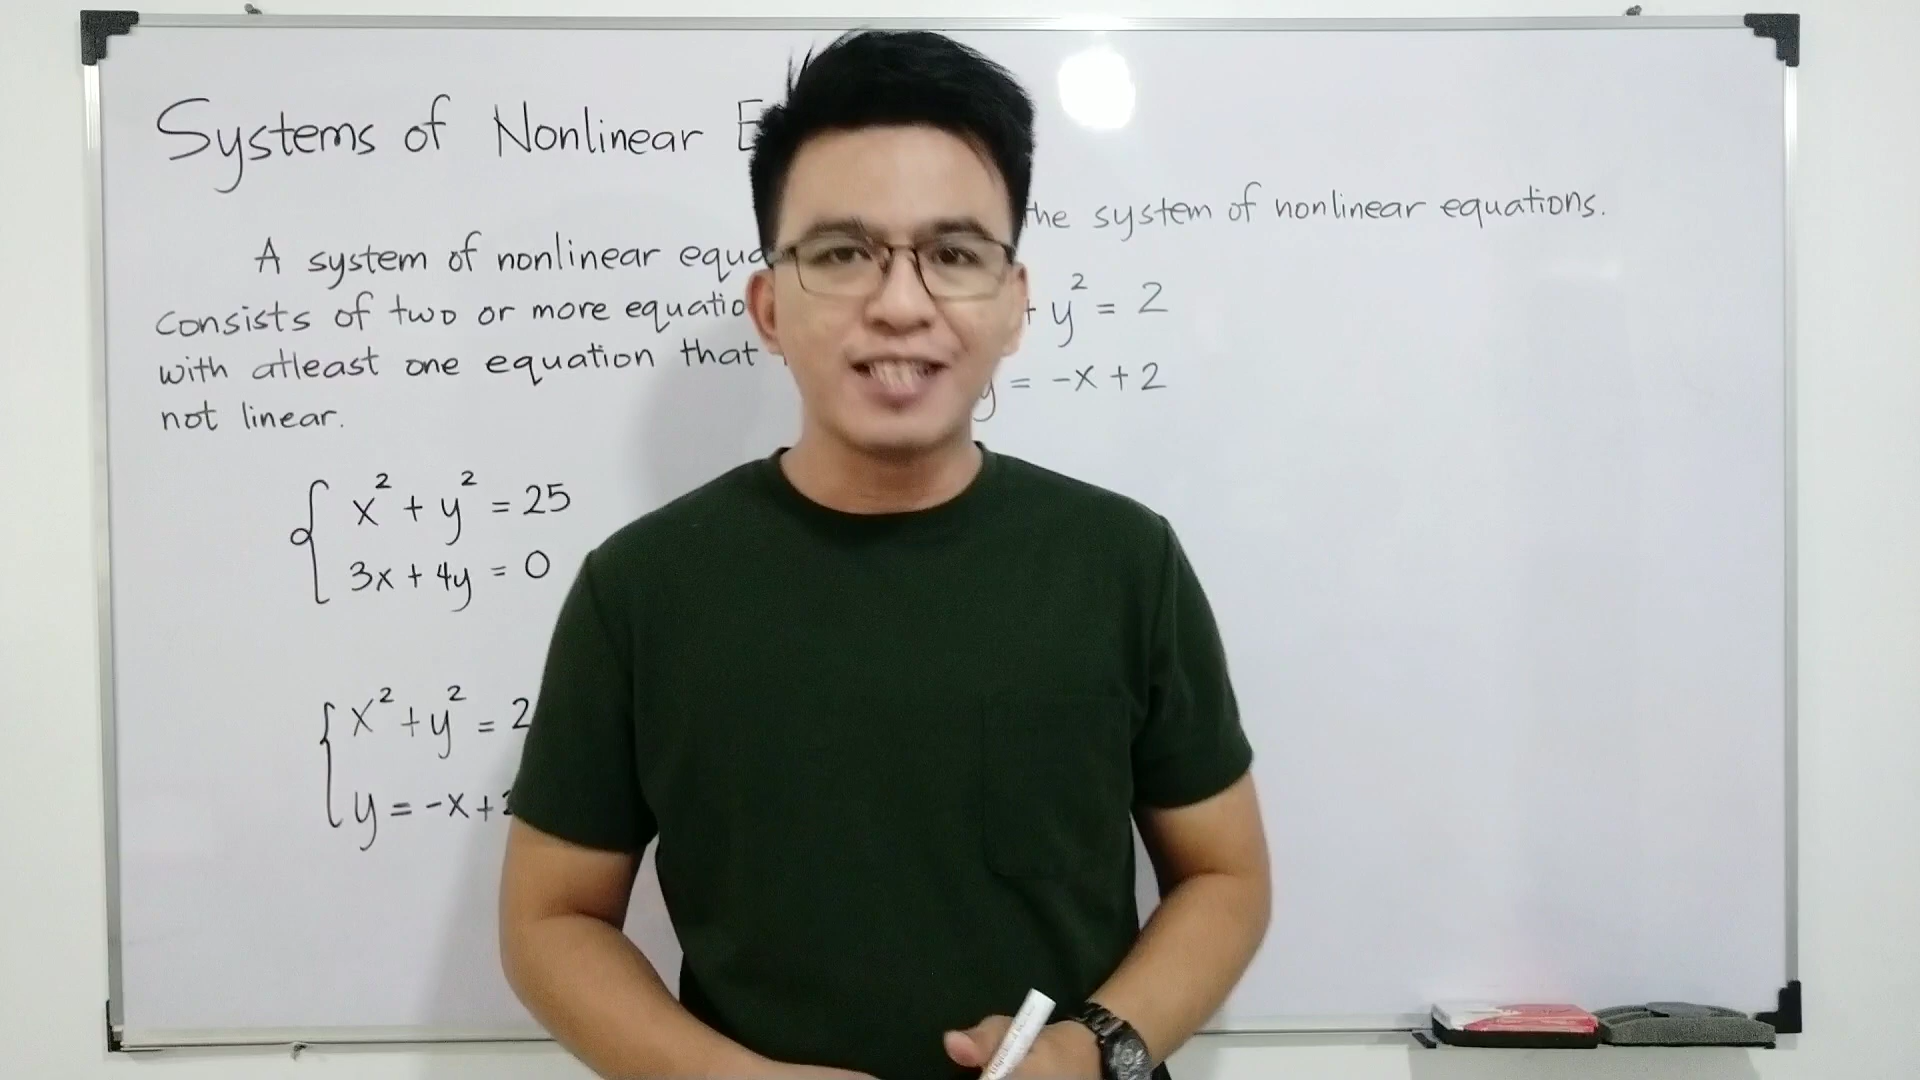 Systems of Nonlinear E
A system of nonlinear equa
consists of two or more equatio
with atleast one equation that
not linear.
x² + y² = 25
3x + 4y = 0
x² + y² = 2
y = -x + 2
the system of nonlinear equations.
+ y² = 2
y = -x + 2